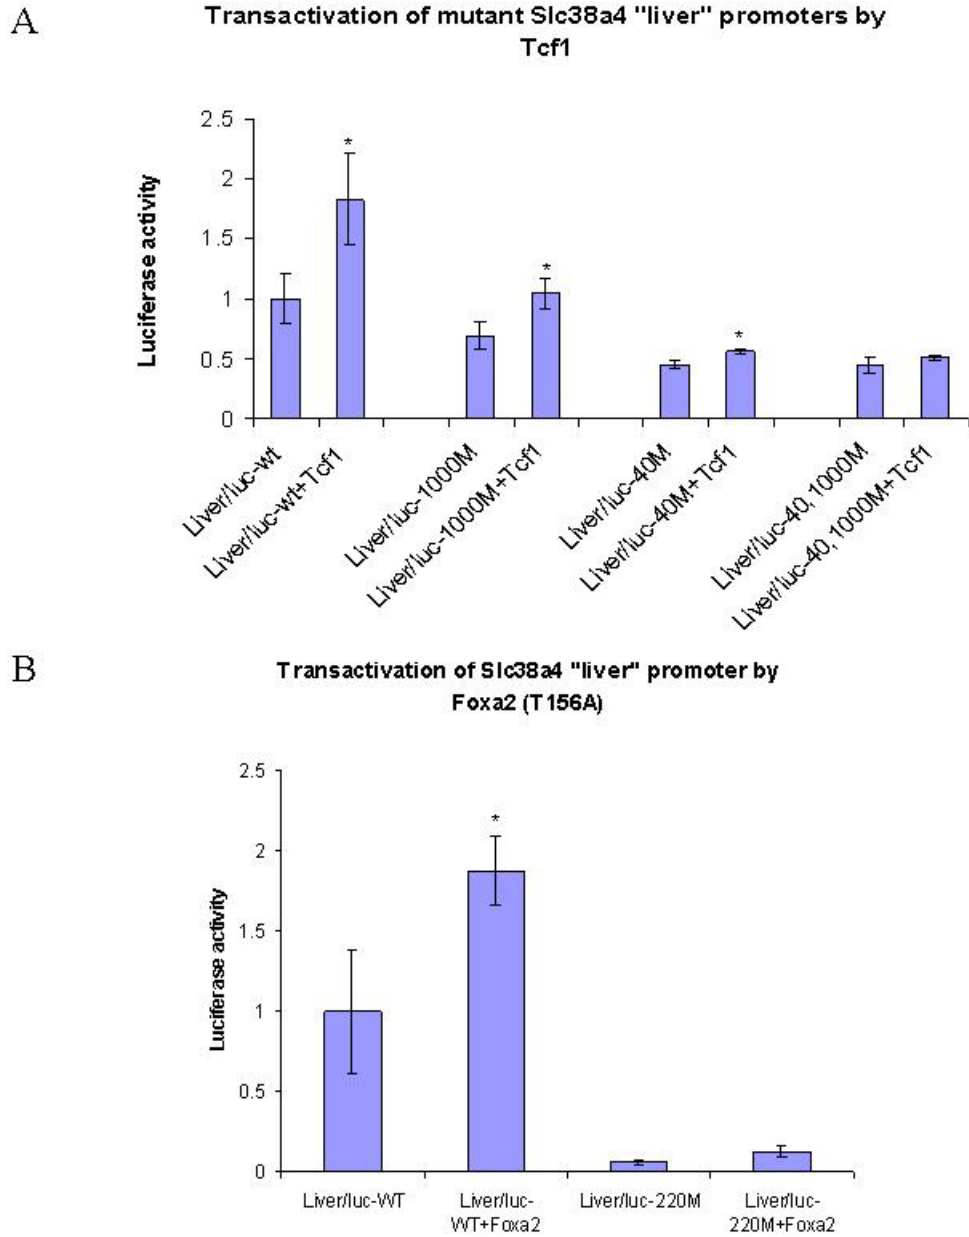 A
Transactivation of mutant Slc38a4 "liver" promoters by
Tcf1
Luciferase activity
2.5
2
1.5
1
0.5
0
*
*
*
Liver/luc-wt
Liver/luc-wt+Tcf1
Liver/luc-1000M
Liver/luc-1000M+Tcf1
Liver/luc-40M
Liver/luc-40M+Tcf1
Liver/luc-40,1000M
Liver/luc-40,1000M+Tcf1
B
Transactivation of Slc38a4 "liver" promoter by
Foxa2 (T156A)
Luciferase activity
2.5
2
1.5
1
0.5
0
*
Liver/luc-WT
Liver/luc-
WT+Foxa2
Liver/luc-220M
Liver/luc-
220M+Foxa2